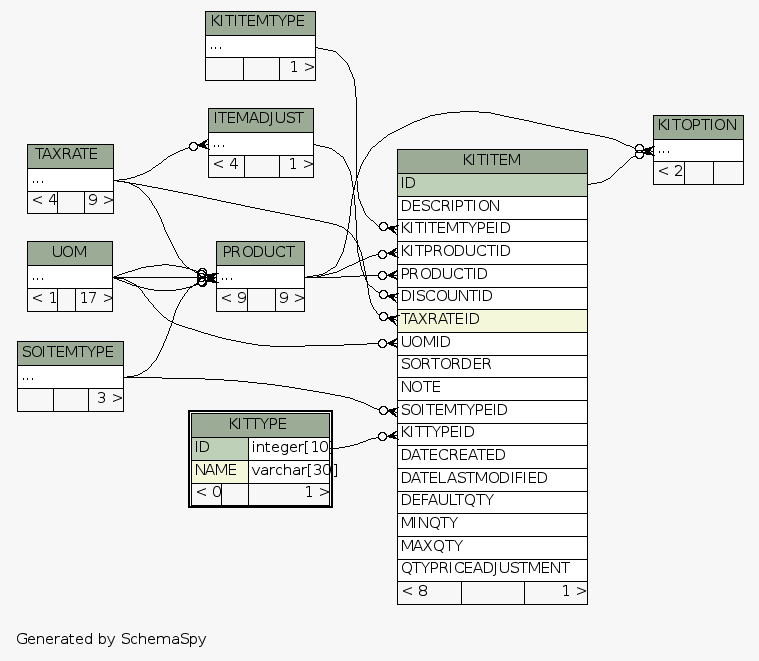 KITITEMTYPE
...
1 >
ITEMADJUST
...
< 4 1 >
TAXRATE
...
< 4 9 >
UOM
...
< 1 17 >
SOITEMTYPE
...
3 >
PRODUCT
...
< 9 9 >
KITTYPE
ID integer[10]
NAME varchar[30]
< 0 1 >
KITITEM
ID
DESCRIPTION
KITITEMTYPEID
KITPRODUCTID
PRODUCTID
DISCOUNTID
TAXRATEID
UOMID
SORTORDER
NOTE
SOITEMTYPEID
KITTYPEID
DATECREATED
DATELASTMODIFIED
DEFAULTQTY
MINQTY
MAXQTY
QTYPRICEADJUSTMENT
< 8 1 >
KITOPTION
...
< 2
Generated by SchemaSpy